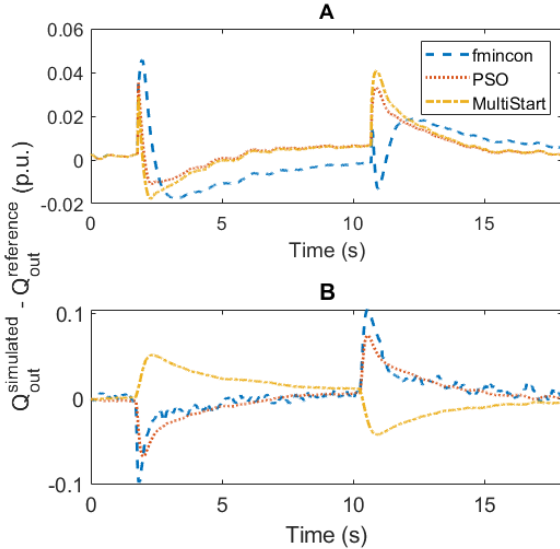 A
0.06
0.04
0.02
0
-0.02
0
5
10
15
Time (s)
fmincon
PSO
MultiStart
Q_out^simulated - Q_out^reference (p.u.)
B
0.1
0
-0.1
0
5
10
15
Time (s)